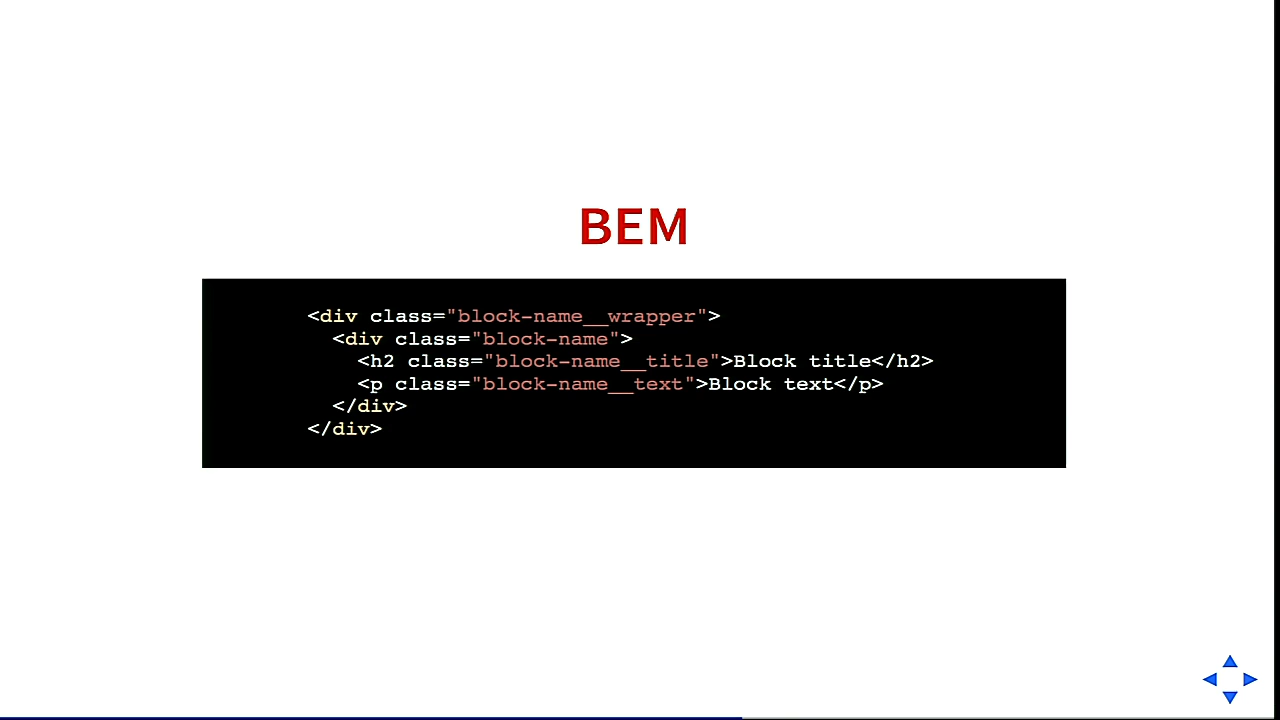 BEM
<div class="block-name__wrapper">
<div class="block-name">
<h2 class="block-name__title">Block title</h2>
<p class="block-name__text">Block text</p>
</div>
</div>